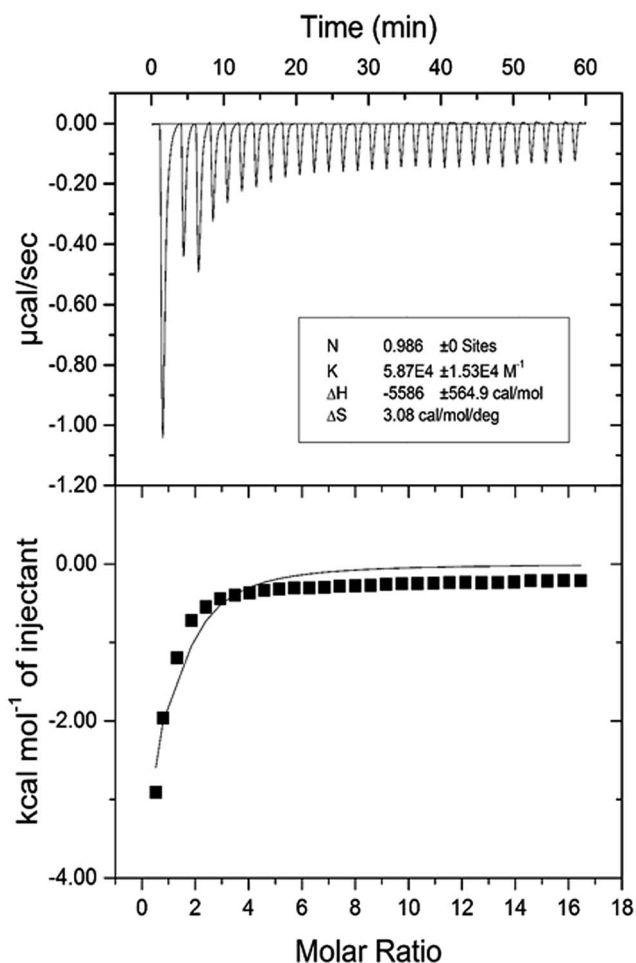 Time (min)
0 10 20 30 40 50 60
0.00
-0.20
-0.40
-0.60
-0.80
-1.00
-1.20
µcal/sec
N 0.986 ±0 Sites
K 5.87E4 ±1.53E4 M⁻¹
ΔH -5586 ±564.9 cal/mol
ΔS 3.08 cal/mol/deg
0.00
-2.00
-4.00
kcal mol⁻¹ of injectant
0 2 4 6 8 10 12 14 16 18
Molar Ratio